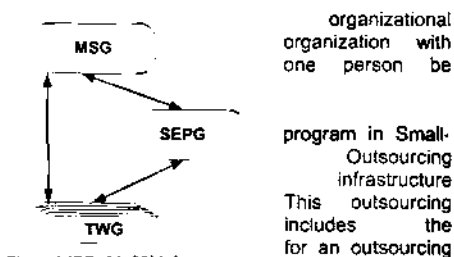 MSG
SEPG
TWG
organizational
organization with
one person be
program in Small-
Outsourcing
infrastructure
This outsourcing
includes the
for an outsourcing